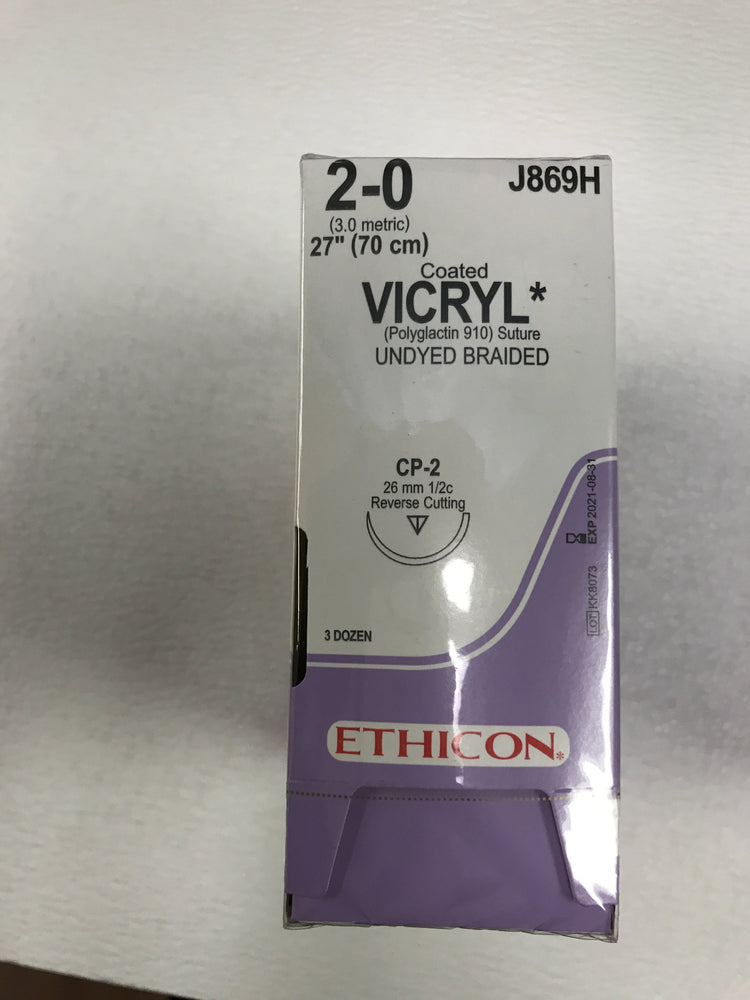 2-0
J869H
(3.0 metric)
27" (70 cm)
Coated
VICRYL*
(Polyglactin 910) Suture
UNDYED BRAIDED
CP-2
26 mm 1/2c
Reverse Cutting
EXP 2021-08-31
LOT KK8073
3 DOZEN
ETHICON*